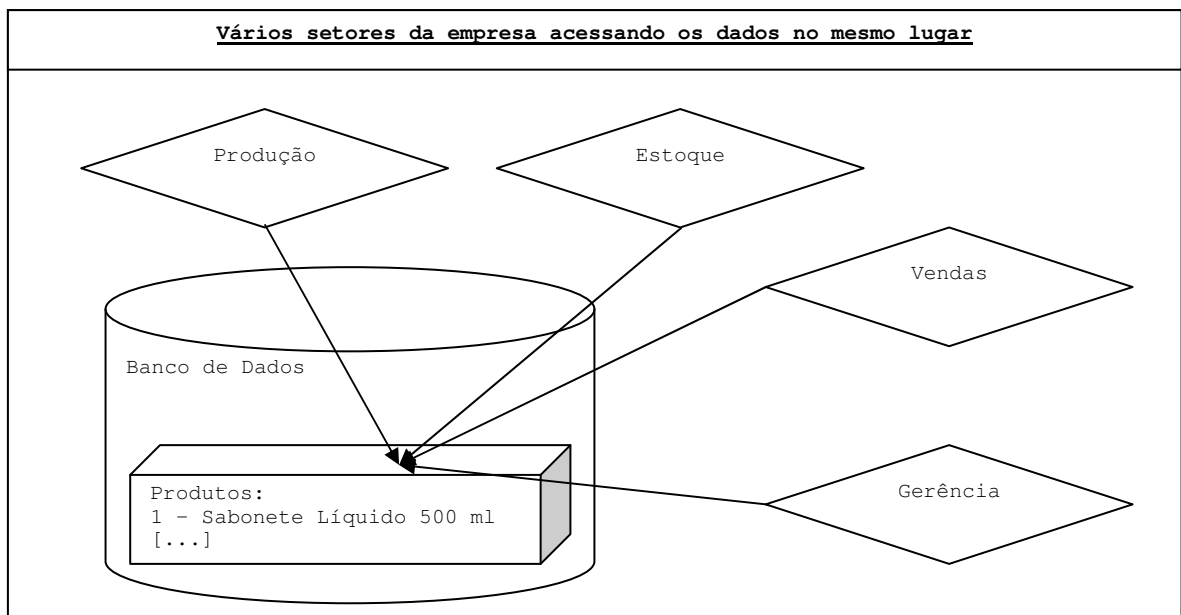 Vários setores da empresa acessando os dados no mesmo lugar
Produção
Estoque
Vendas
Banco de Dados
Gerência
Produtos:
1 – Sabonete Líquido 500 ml
[...]